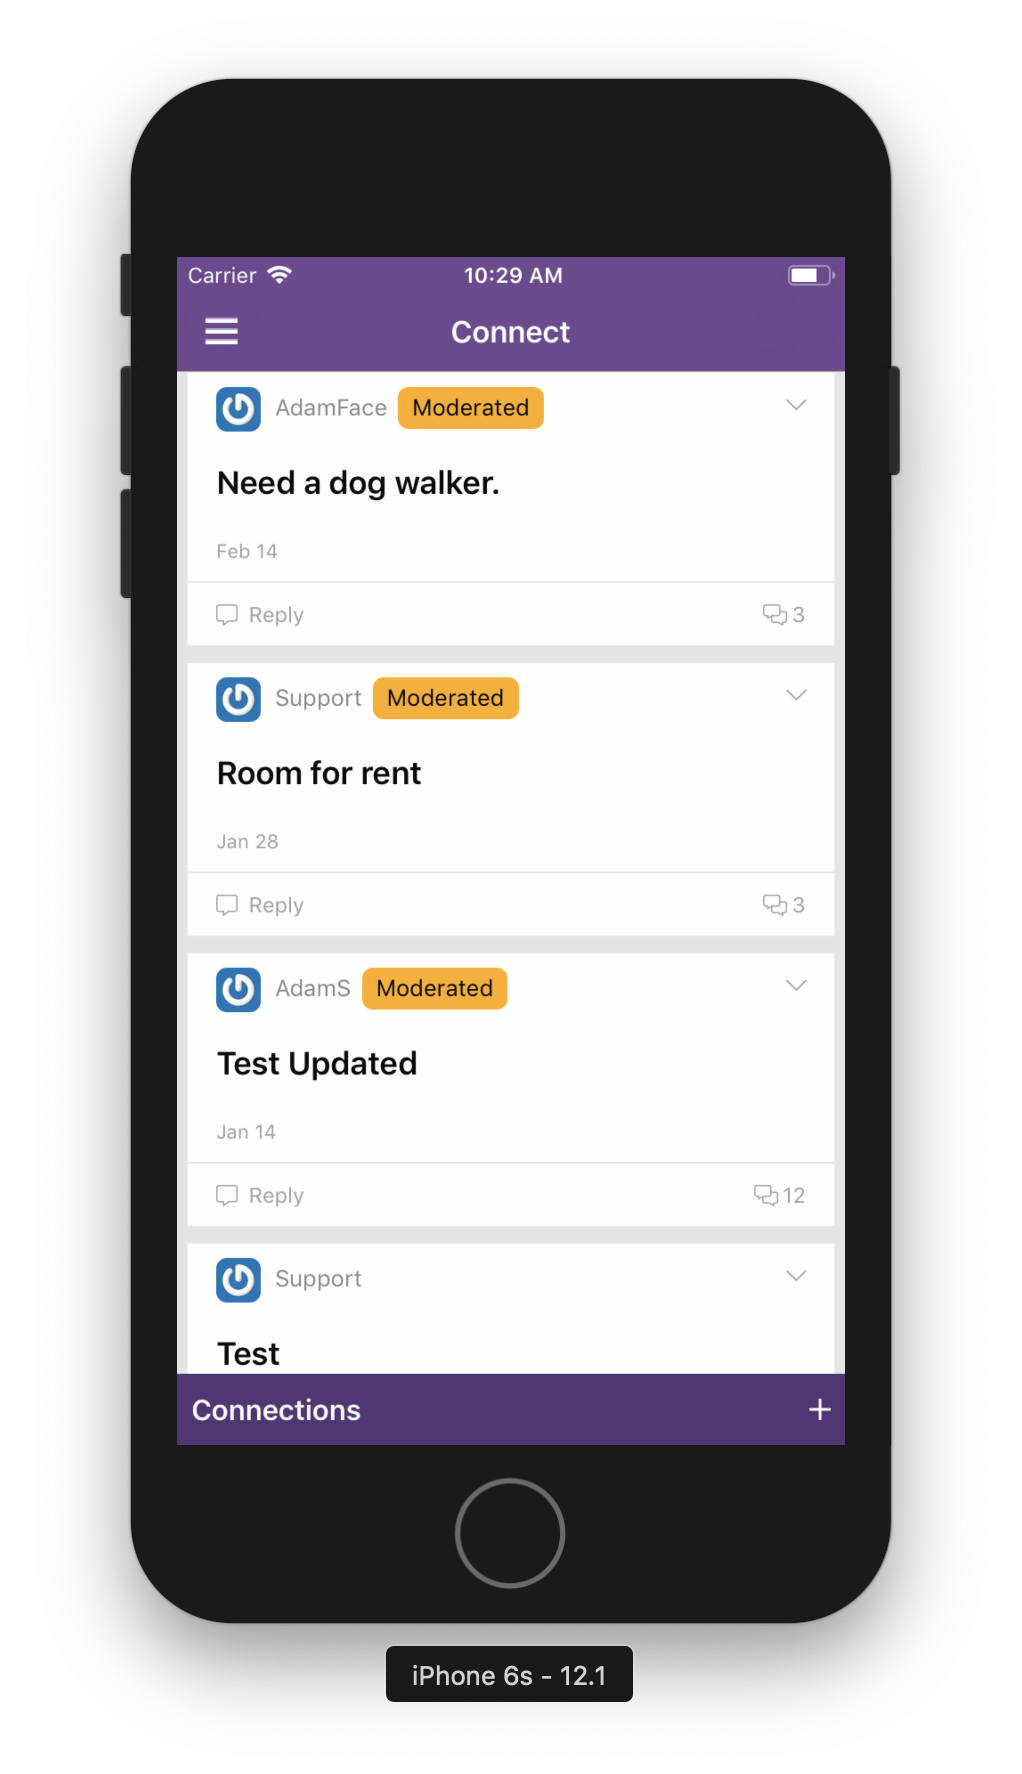 Carrier 10:29 AM
Connect
AdamFace Moderated
Need a dog walker.
Feb 14
Reply 3
Support Moderated
Room for rent
Jan 28
Reply 3
AdamS Moderated
Test Updated
Jan 14
Reply 12
Support
Test
Connections +
iPhone 6s - 12.1